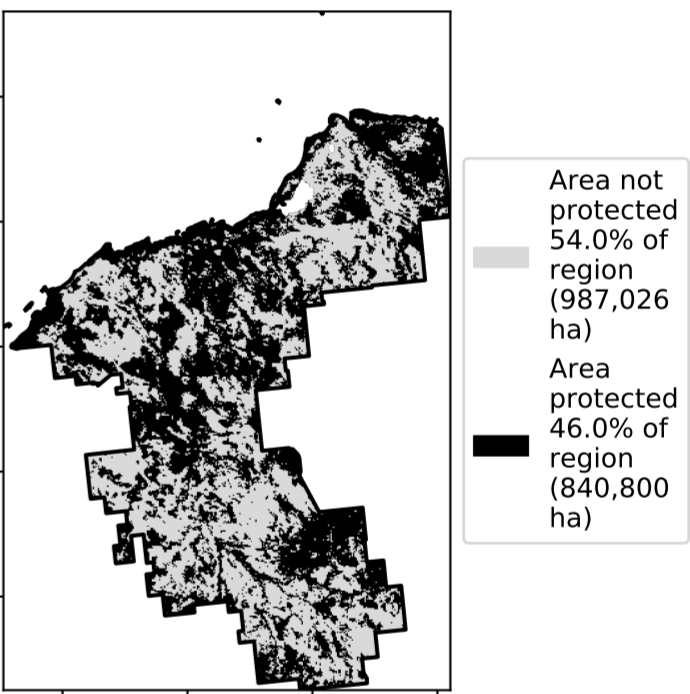 Area not
protected
54.0% of
region
(987,026
ha)
Area
protected
46.0% of
region
(840,800
ha)